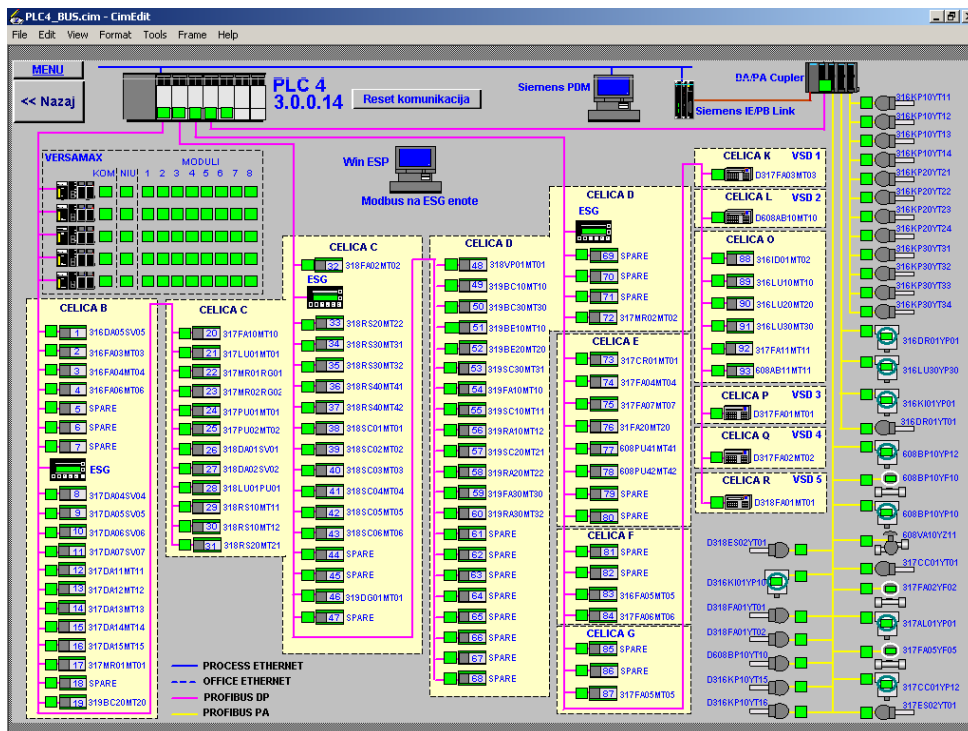 PLC4_BUS.cim - CimEdit
File Edit View Format Tools Frame Help
MENU
<< Nazaj
PLC 4
3.0.0.14
Reset komunikacija
Siemens PDM
DA/PA Cupler
Siemens IE/PB Link
Win ESP
Modbus na ESG enote
VERSAMAX
MODULI
KOM NIU 1 2 3 4 5 6 7 8
CELICA B
1 316DA05SV05
2 316FA03MT03
3 316FA04MT04
4 316FA06MT06
5 SPARE
6 SPARE
7 SPARE
ESG
8 317DA04SV04
9 317DA05SV05
10 317DA06SV06
11 317DA07SV07
12 317DA11MT11
13 317DA12MT12
14 317DA13MT13
15 317DA14MT14
16 317DA15MT15
17 317MR01MT01
18 SPARE
19 319BC20MT20
CELICA C
20 317FA10MT10
21 317LU01MT01
22 317MR01RG01
23 317MR02RG02
24 317PU01MT01
25 317PU02MT02
26 318DA01SV01
27 318DA02SV02
28 318LU01PU01
29 318RS10MT11
30 318RS10MT12
31 318RS20MT21
CELICA C
32 318FA02MT02
ESG
33 318RS20MT22
34 318RS30MT31
35 318RS30MT32
36 318RS40MT41
37 318RS40MT42
38 318SC01MT01
39 318SC02MT02
40 318SC03MT03
41 318SC04MT04
42 318SC05MT05
43 318SC06MT06
44 SPARE
45 SPARE
46 319DG01MT01
47 SPARE
CELICA D
48 318VP01MT01
49 319BC10MT10
50 319BC30MT30
51 319BE10MT10
52 319BE20MT20
53 319SC30MT31
54 319FA10MT10
55 319SC10MT11
56 319RA10MT12
57 319SC20MT21
58 319RA20MT22
59 319FA30MT30
60 319RA30MT32
61 SPARE
62 SPARE
63 SPARE
64 SPARE
65 SPARE
66 SPARE
67 SPARE
68 SPARE
CELICA D
ESG
69 SPARE
70 SPARE
71 SPARE
72 317MR02MT02
CELICA E
73 317CR01MT01
74 317FA04MT04
75 317FA07MT07
76 31FA20MT20
77 608PU41MT41
78 608PU42MT42
79 SPARE
80 SPARE
CELICA F
81 SPARE
82 SPARE
83 316FA05MT05
84 317FA06MT06
CELICA G
85 SPARE
86 SPARE
87 317FA05MT05
CELICA K VSD 1
D317FA03MT03
CELICA L VSD 2
D608AB10MT10
CELICA O
88 316ID01MT02
89 316LU10MT10
90 316LU20MT20
91 316LU30MT30
92 317FA11MT11
93 608AB11MT11
CELICA P VSD 3
D317FA01MT01
CELICA Q VSD 4
D317FA02MT02
CELICA R VSD 5
D318FA01MT01
316KP10YT11
316KP10YT12
316KP10YT13
316KP10YT14
316KP20YT21
316KP20YT22
316KP20YT23
316KP20YT24
316KP30YT31
316KP30YT32
316KP30YT33
316KP30YT34
316DR01YP01
316LU30YP30
316KI01YP01
316DR01YT01
608BP10YP12
608BP10YF10
608BP10YP10
608VA10YZ11
317CC01YT01
317FA02YF02
317AL01YP01
317FA05YF05
317CC01YP12
317ES02YT01
D318ES02YT01
D316KI01YP10
D318FA01YT01
D318FA01YT02
D608BP10YT10
D316KP10YT15
D316KP10YT16
PROCESS ETHERNET
OFFICE ETHERNET
PROFIBUS DP
PROFIBUS PA